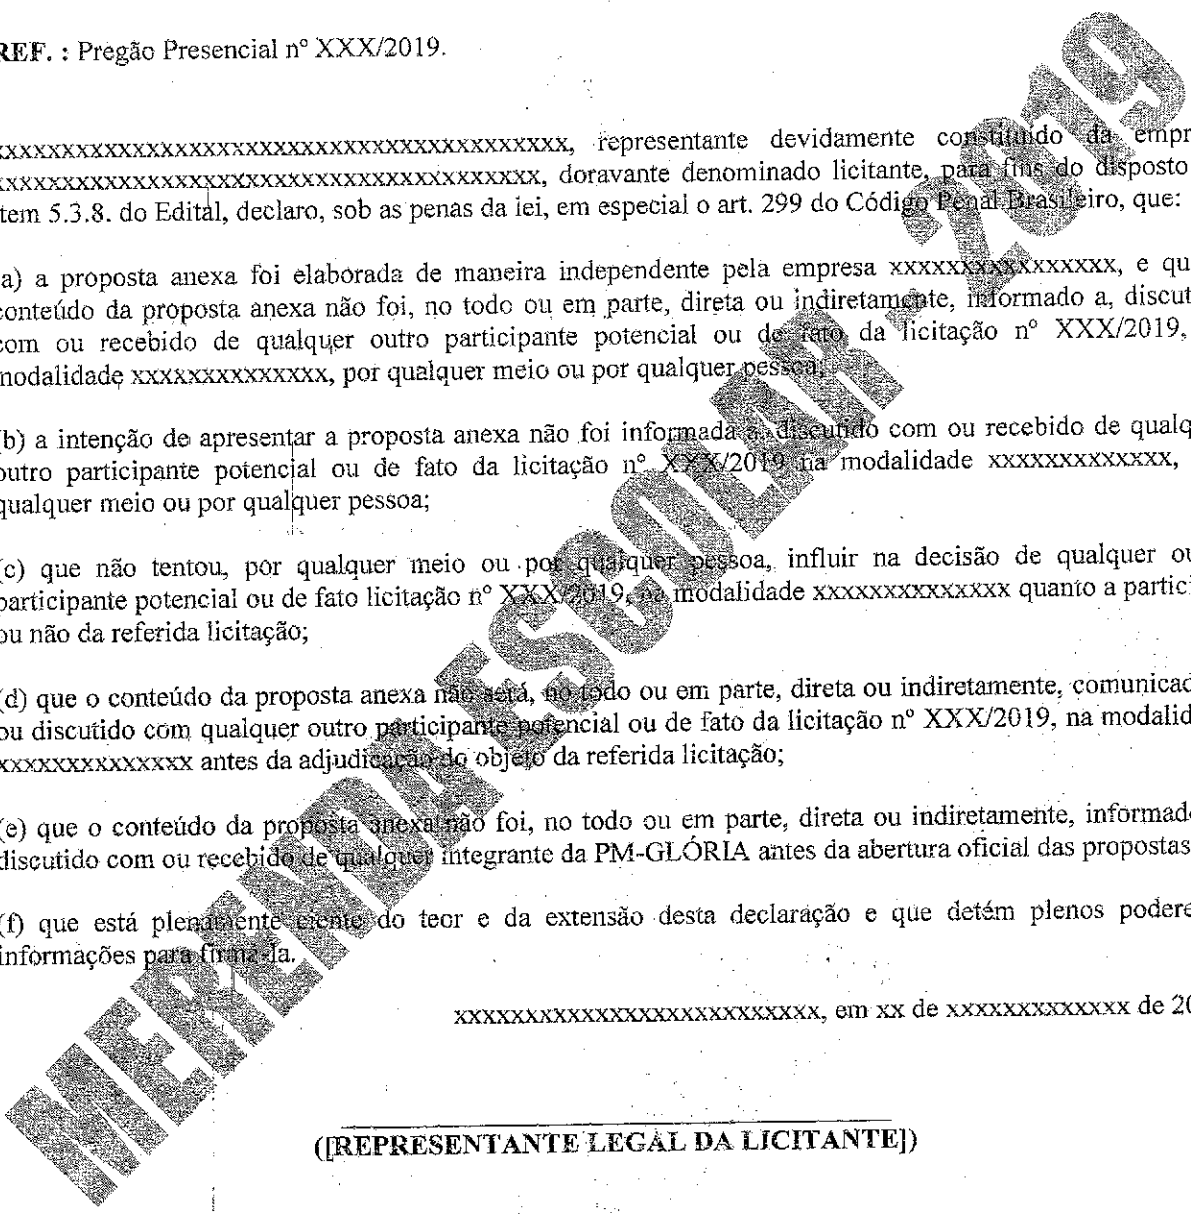 REF. : Pregão Presencial nº XXX/2019.
xxxxxxxxxxxxxxxxxxxxxxxxxxxxxxxxxxxxxxxxx, representante devidamente constituído da empr
xxxxxxxxxxxxxxxxxxxxxxxxxxxxxxxxxxxxxxx, doravante denominado licitante, para fins do disposto
item 5.3.8. do Edital, declaro, sob as penas da lei, em especial o art. 299 do Código Penal Brasileiro, que:
(a) a proposta anexa foi elaborada de maneira independente pela empresa xxxxxxxxxxxxxxxx, e qu
conteúdo da proposta anexa não foi, no todo ou em parte, direta ou indiretamente, informado a, discut
com ou recebido de qualquer outro participante potencial ou de fato da licitação nº XXX/2019,
modalidade xxxxxxxxxxxxxx, por qualquer meio ou por qualquer pessoa;
(b) a intenção de apresentar a proposta anexa não foi informada a, discutido com ou recebido de qualq
outro participante potencial ou de fato da licitação nº XXX/2019 na modalidade xxxxxxxxxxxxx,
qualquer meio ou por qualquer pessoa;
(c) que não tentou, por qualquer meio ou por qualquer pessoa, influir na decisão de qualquer ou
participante potencial ou de fato licitação nº XXX/2019, na modalidade xxxxxxxxxxxxxx quanto a partici
ou não da referida licitação;
(d) que o conteúdo da proposta anexa não será, no todo ou em parte, direta ou indiretamente, comunicad
ou discutido com qualquer outro participante potencial ou de fato da licitação nº XXX/2019, na modalid
xxxxxxxxxxxxxx antes da adjudicação do objeto da referida licitação;
(e) que o conteúdo da proposta anexa não foi, no todo ou em parte, direta ou indiretamente, informad
discutido com ou recebido de qualquer integrante da PM-GLÓRIA antes da abertura oficial das propostas
(f) que está plenamente ciente do teor e da extensão desta declaração e que detém plenos podere
informações para firmá-la.
xxxxxxxxxxxxxxxxxxxxxxxxxx, em xx de xxxxxxxxxxxxx de 20
([REPRESENTANTE LEGAL DA LICITANTE])
MERENDA ESCOLAR - 2019